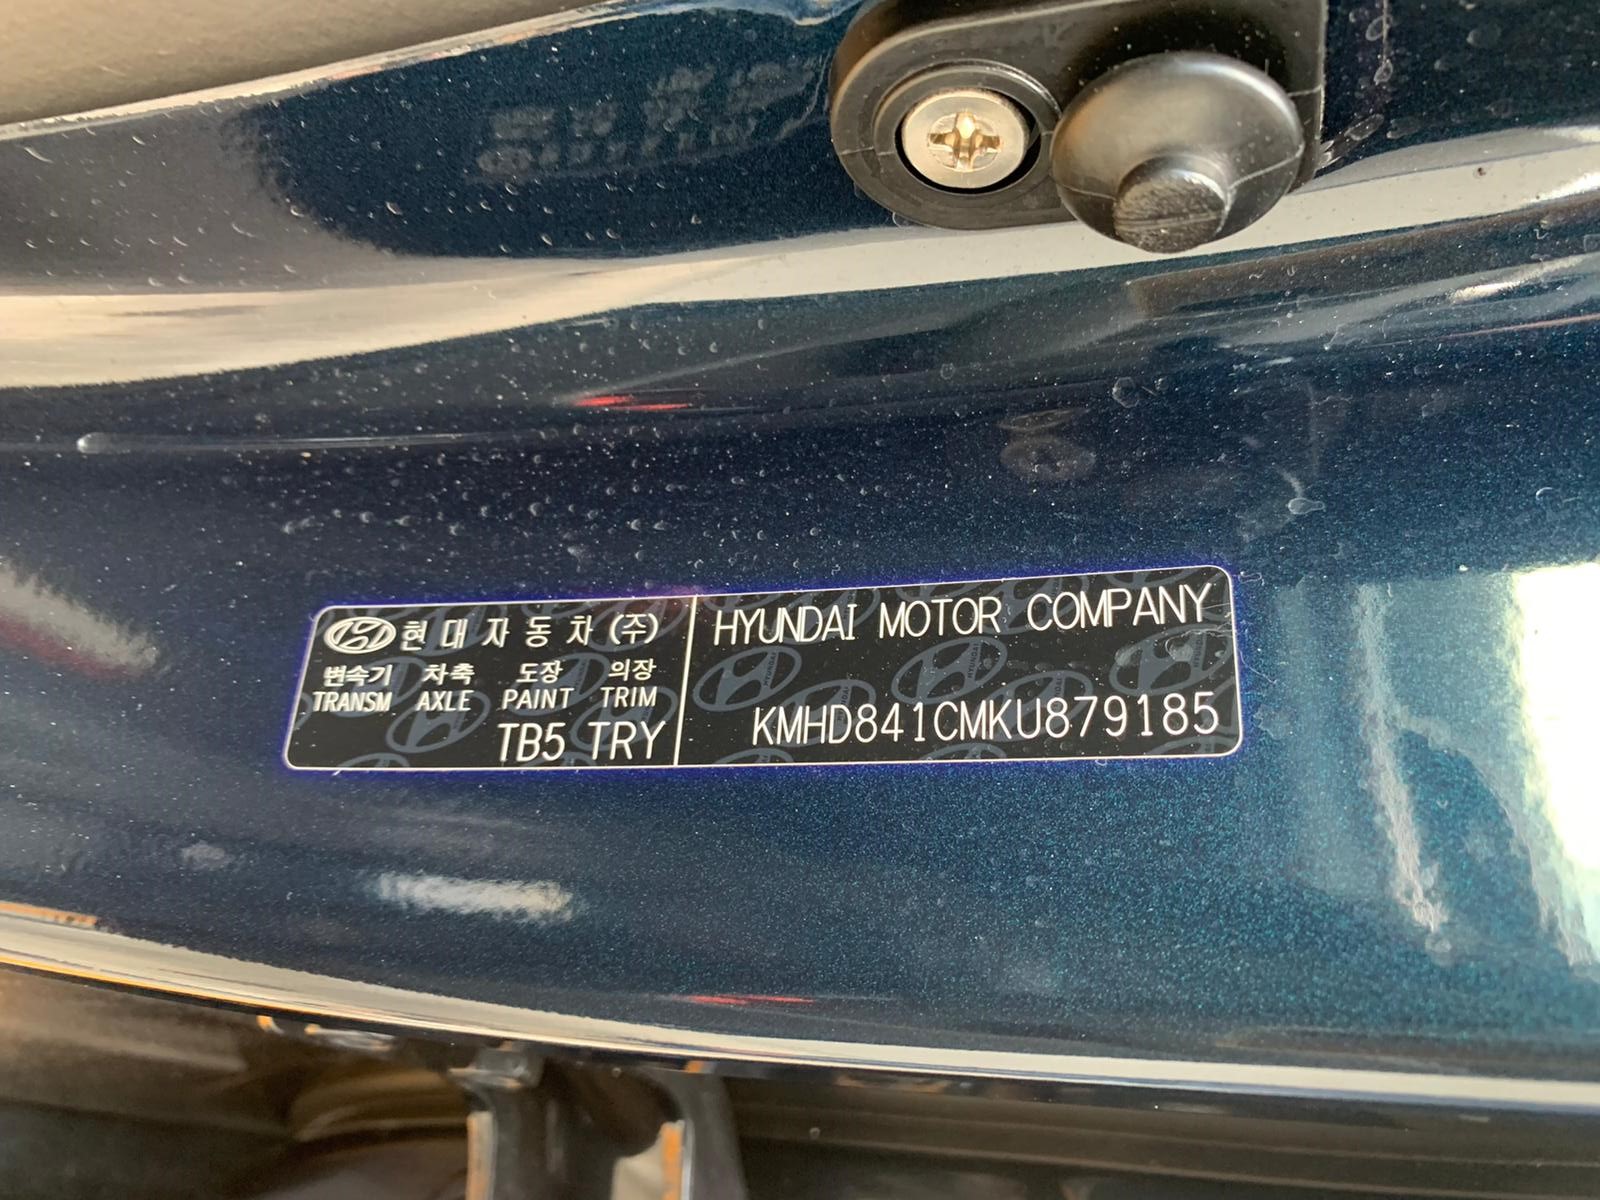 현대자동차(주)
변속기 차축 도장 의장
TRANSM AXLE PAINT TRIM
TB5 TRY
HYUNDAI MOTOR COMPANY
KMHD841CMKU879185